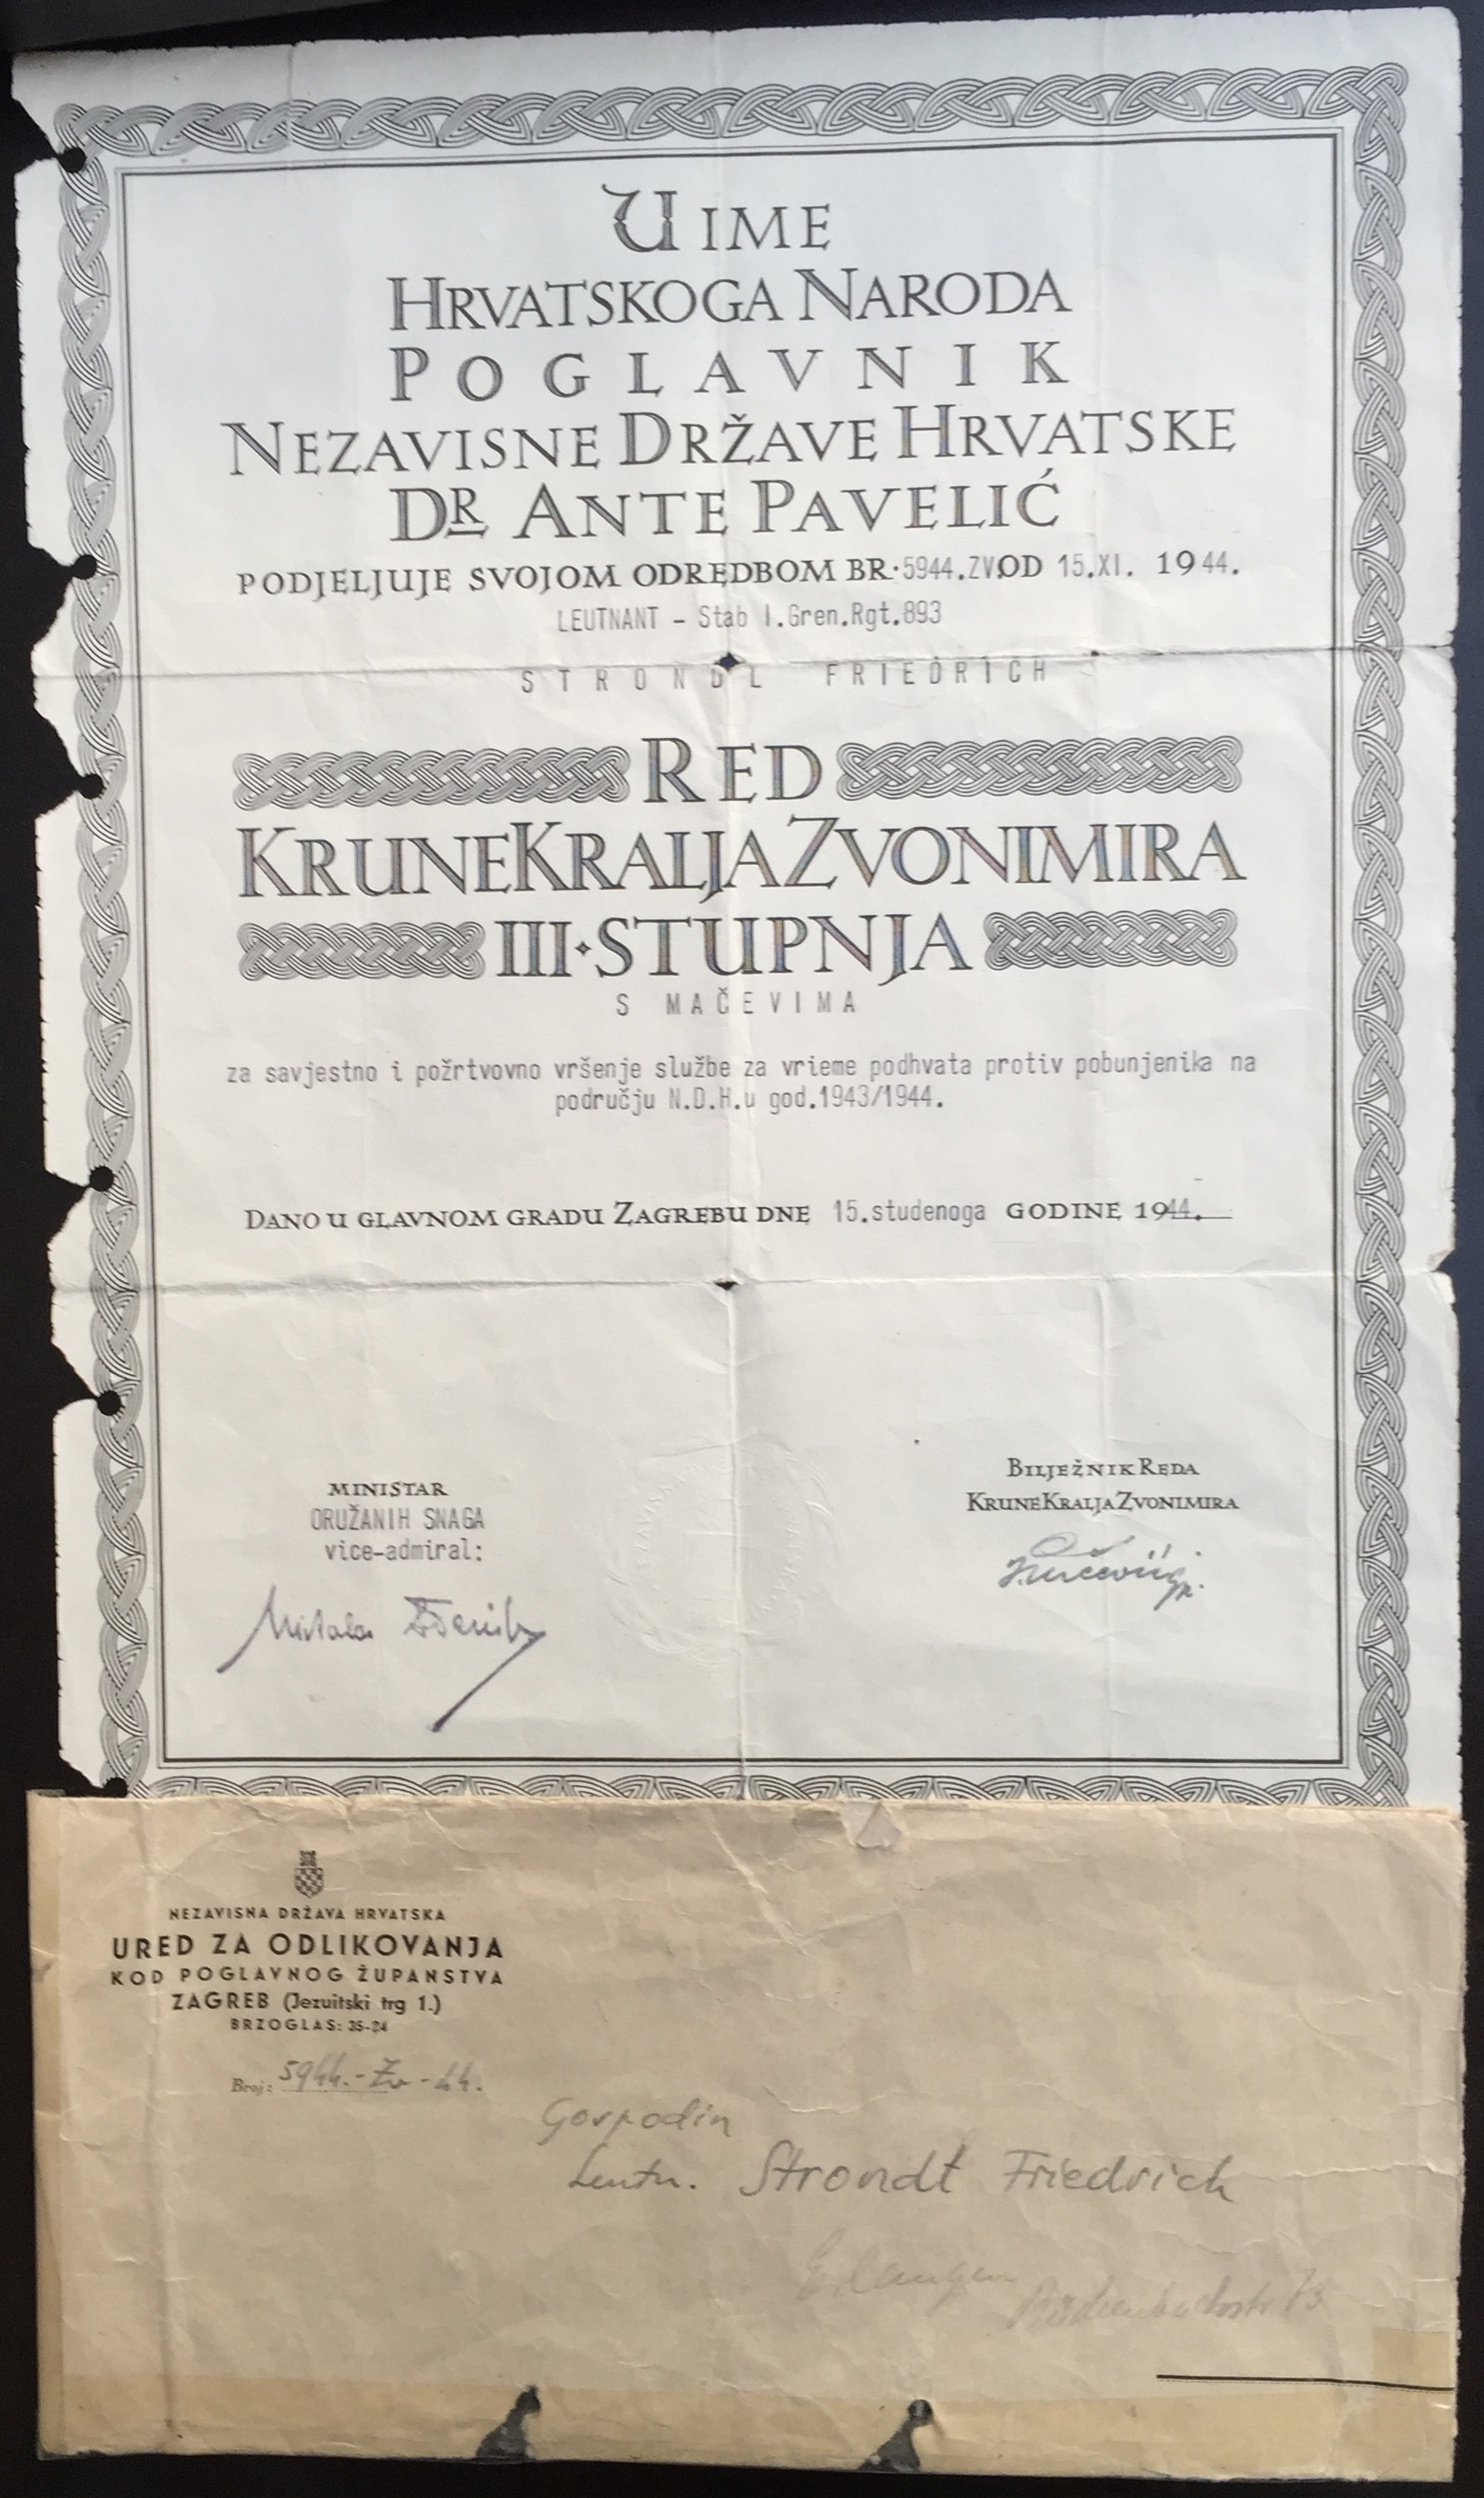 U IME
HRVATSKOGA NARODA
POGLAVNIK
NEZAVISNE DRŽAVE HRVATSKE
DR ANTE PAVELIĆ
PODJELJUJE SVOJOM ODREDBOM BR. 5944.ZV. OD 15.XI. 1944.
LEUTNANT - Stab I.Gren.Rgt.893
STRONDL FRIEDRICH
RED
KRUNE KRALJA ZVONIMIRA
III·STUPNJA
S MAČEVIMA
za savjestno i požrtvovno vršenje službe za vrieme podhvata protiv pobunjenika na
području N.D.H.u god.1943/1944.
DANO U GLAVNOM GRADU ZAGREBU DNE 15.studenoga GODINE 1944.
MINISTAR
ORUŽANIH SNAGA
vice-admiral:
BILJEŽNIK REDA
KRUNE KRALJA ZVONIMIRA
NEZAVISNA DRŽAVA HRVATSKA
URED ZA ODLIKOVANJA
KOD POGLAVNOG ŽUPANSTVA
ZAGREB (Jezuitski trg 1.)
BRZOGLAS: 35-24
Broj: 5944.-Zv-44.
Gospodin
Leutn. Strondt Friedrich
Erlangen